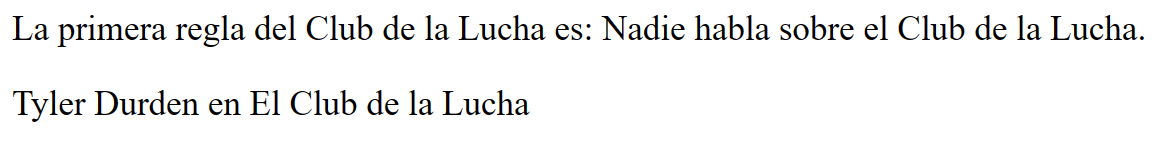 La primera regla del Club de la Lucha es: Nadie habla sobre el Club de la Lucha.
Tyler Durden en El Club de la Lucha